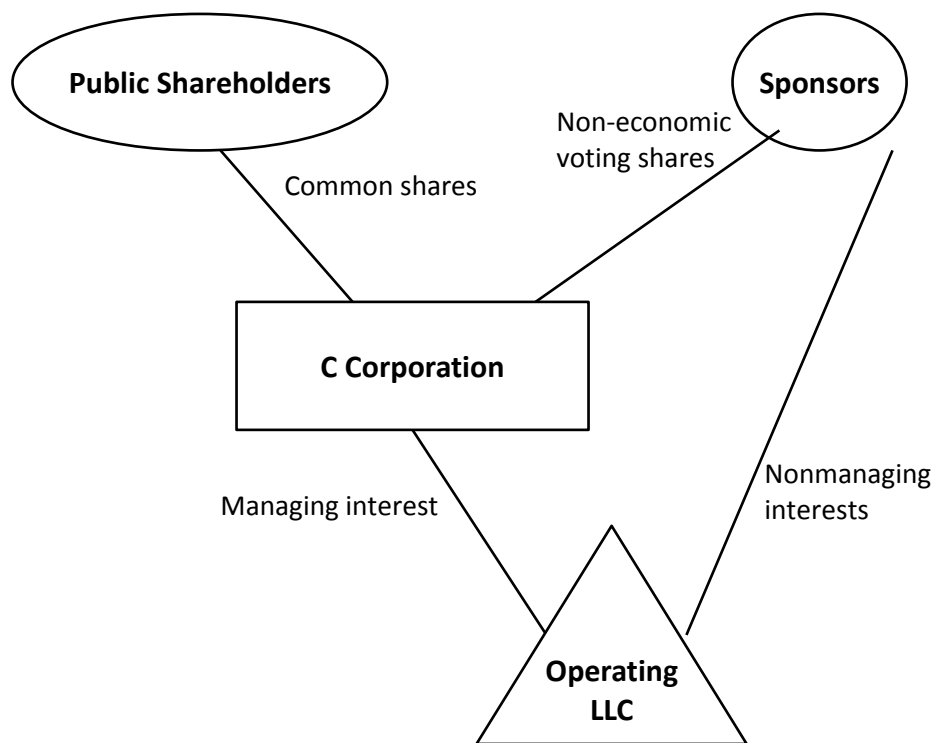 Public Shareholders
Sponsors
Non-economic
voting shares
Common shares
C Corporation
Managing interest
Nonmanaging
interests
Operating
LLC